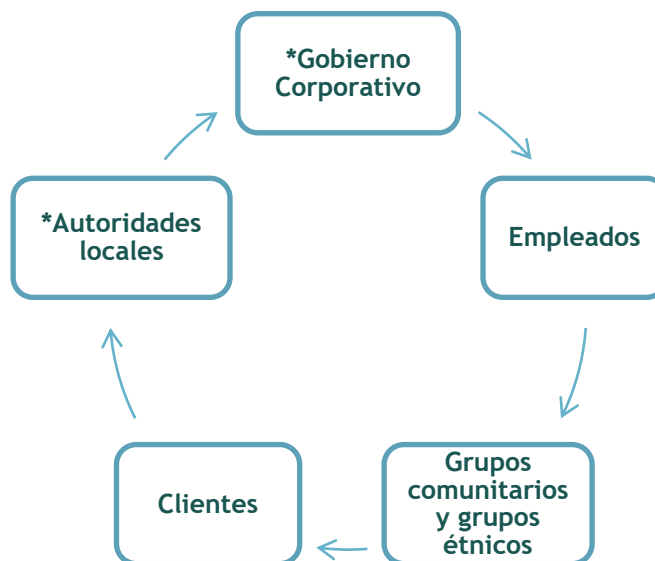 *Gobierno
Corporativo
*Autoridades
locales
Empleados
Clientes
Grupos
comunitarios
y grupos
étnicos